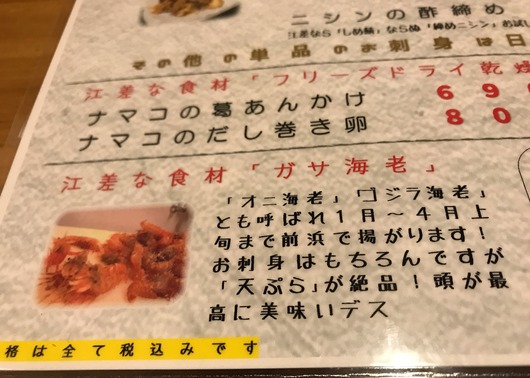 ニシンの酢締め
江差なら「しめ鯖」ならぬ「締めニシン」お試し
その他の単品のお刺身は日
江差な食材「フリーズドライ乾燥
ナマコの葛あんかけ 690
ナマコのだし巻き卵 80
江差な食材「ガサ海老」
「オニ海老」「ゴジラ海老」
とも呼ばれ1月〜4月上
旬まで前浜で揚がります!
お刺身はもちろんですが
「天ぷら」が絶品!頭が最
高に美味いデス
格は全て税込みです